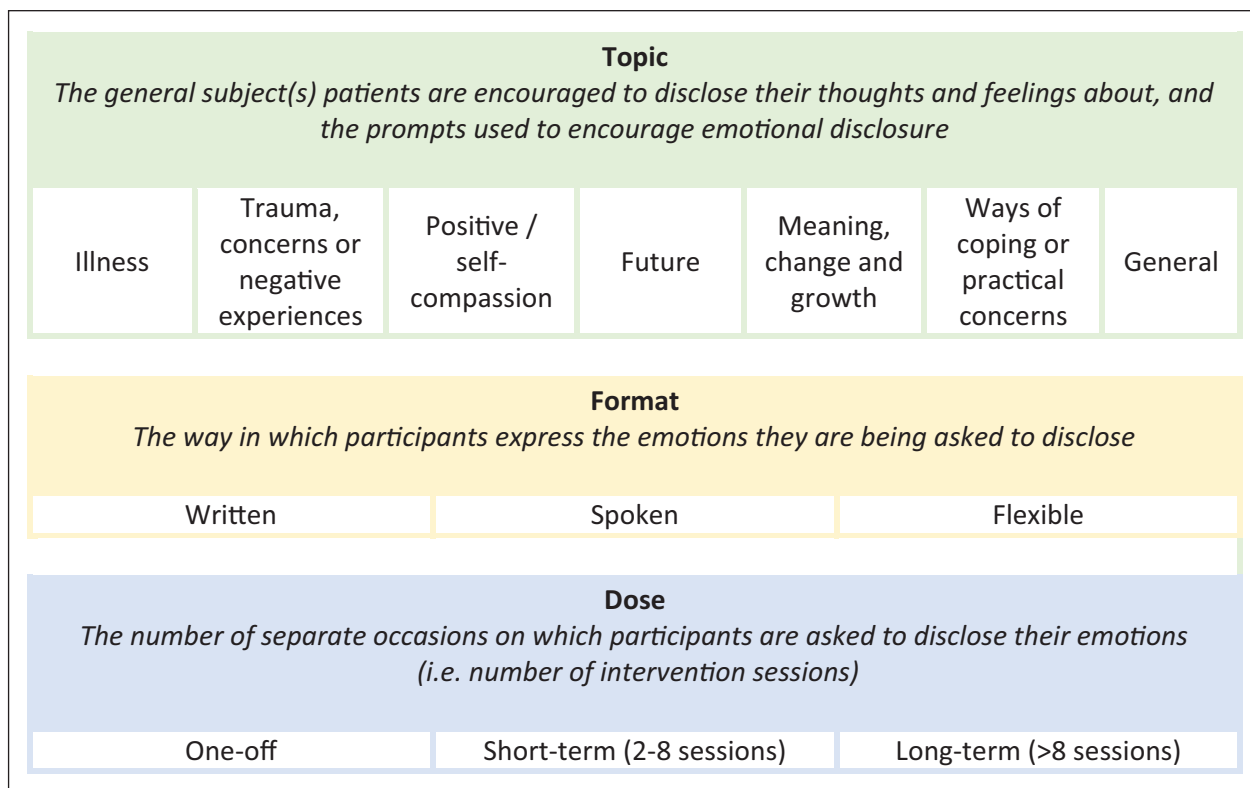 Topic
The general subject(s) patients are encouraged to disclose their thoughts and feelings about, and
the prompts used to encourage emotional disclosure
Illness
Trauma,
concerns or
negative
experiences
Positive /
self-
compassion
Future
Meaning,
change and
growth
Ways of
coping or
practical
concerns
General
Format
The way in which participants express the emotions they are being asked to disclose
Written
Spoken
Flexible
Dose
The number of separate occasions on which participants are asked to disclose their emotions
(i.e. number of intervention sessions)
One-off
Short-term (2-8 sessions)
Long-term (>8 sessions)